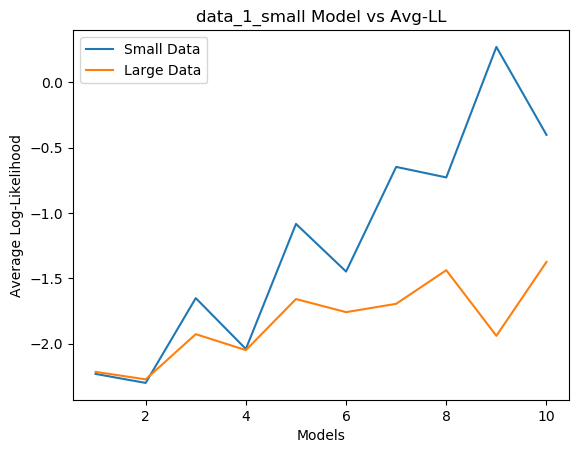 data_1_small Model vs Avg-LL
Small Data
Large Data
Average Log-Likelihood
0.0
−0.5
−1.0
−1.5
−2.0
2
4
6
8
10
Models